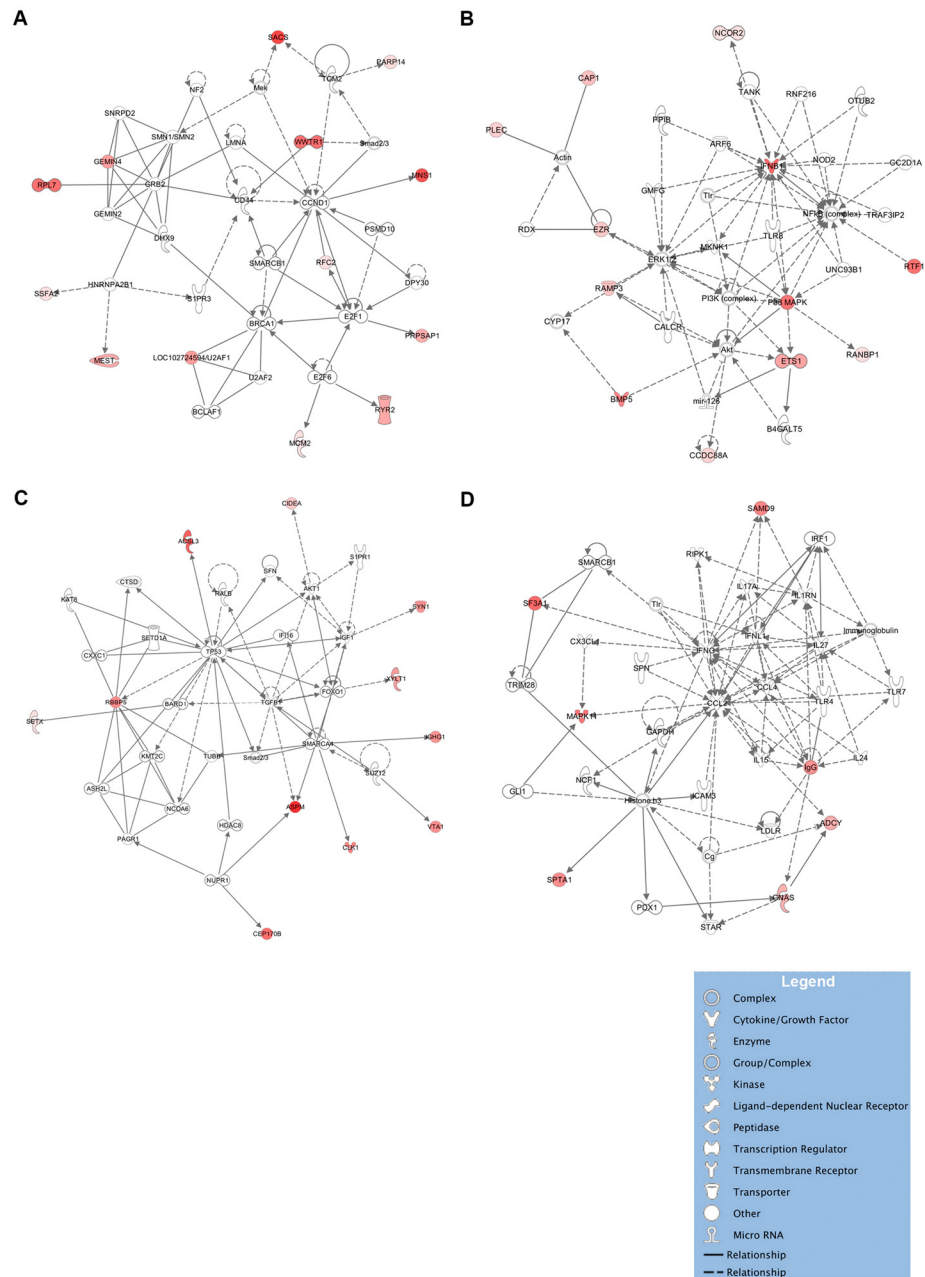 A
SACS
TGM2
PARP14
NF2
Mek
SNRPD2
SMN1/SMN2
LMNA
WWTR1
Smad2/3
GEMIN4
RPL7
GRB2
MNS1
CD44
CCND1
GEMIN2
DHX9
PSMD10
SMARCB1
RFC2
DPY30
SSFA2
HNRNPA2B1
S1PR3
BRCA1
E2F1
PRPSAP1
MEST
LOC102724594/U2AF1
U2AF2
E2F6
BCLAF1
RYR2
MCM2
B
NCOR2
CAP1
TANK
RNF216
OTUB2
PPIB
PLEC
ARF6
Actin
IFNB1
NOD2
CC2D1A
GMFG
Tlr
NFkB (complex)
TRAF3IP2
RDX
EZR
TLR8
MKNK1
ERK1/2
UNC93B1
RTF1
RAMP3
PI3K (complex)
P38 MAPK
CYP17
CALCR
Akt
RANBP1
ETS1
BMP5
mir-126
B4GALT5
CCDC88A
C
CIDEA
ACSL3
S1PR1
CTSD
RALB
SFN
AKT1
KAT8
SYN1
SETD1A
IFI16
IGF1
CXXC1
TP53
XYLT1
RBBP5
BARD1
TGFB1
FOXO1
SETX
IGHG1
SMARCA4
KMT2C
TUBB
Smad2/3
SUZ12
ASH2L
NCOA6
ASPM
HDAC8
VTA1
PAGR1
CLK1
NUPR1
CEP170B
D
SAMD9
IRF1
RIPK1
SMARCB1
IL17A
IL1RN
SF3A1
Tlr
Immunoglobulin
IFNL1
CX3CL1
IFNG
IL27
SPN
CCL4
TRIM28
TLR7
CCL2
TLR4
MAPK11
GAPDH
IL15
IL24
IgG
NCF1
GLI1
Histone h3
ICAM3
LDLR
ADCY
Cg
SPTA1
GNAS
PDX1
STAR
Legend
Complex
Cytokine/Growth Factor
Enzyme
Group/Complex
Kinase
Ligand-dependent Nuclear Receptor
Peptidase
Transcription Regulator
Transmembrane Receptor
Transporter
Other
Micro RNA
Relationship
Relationship